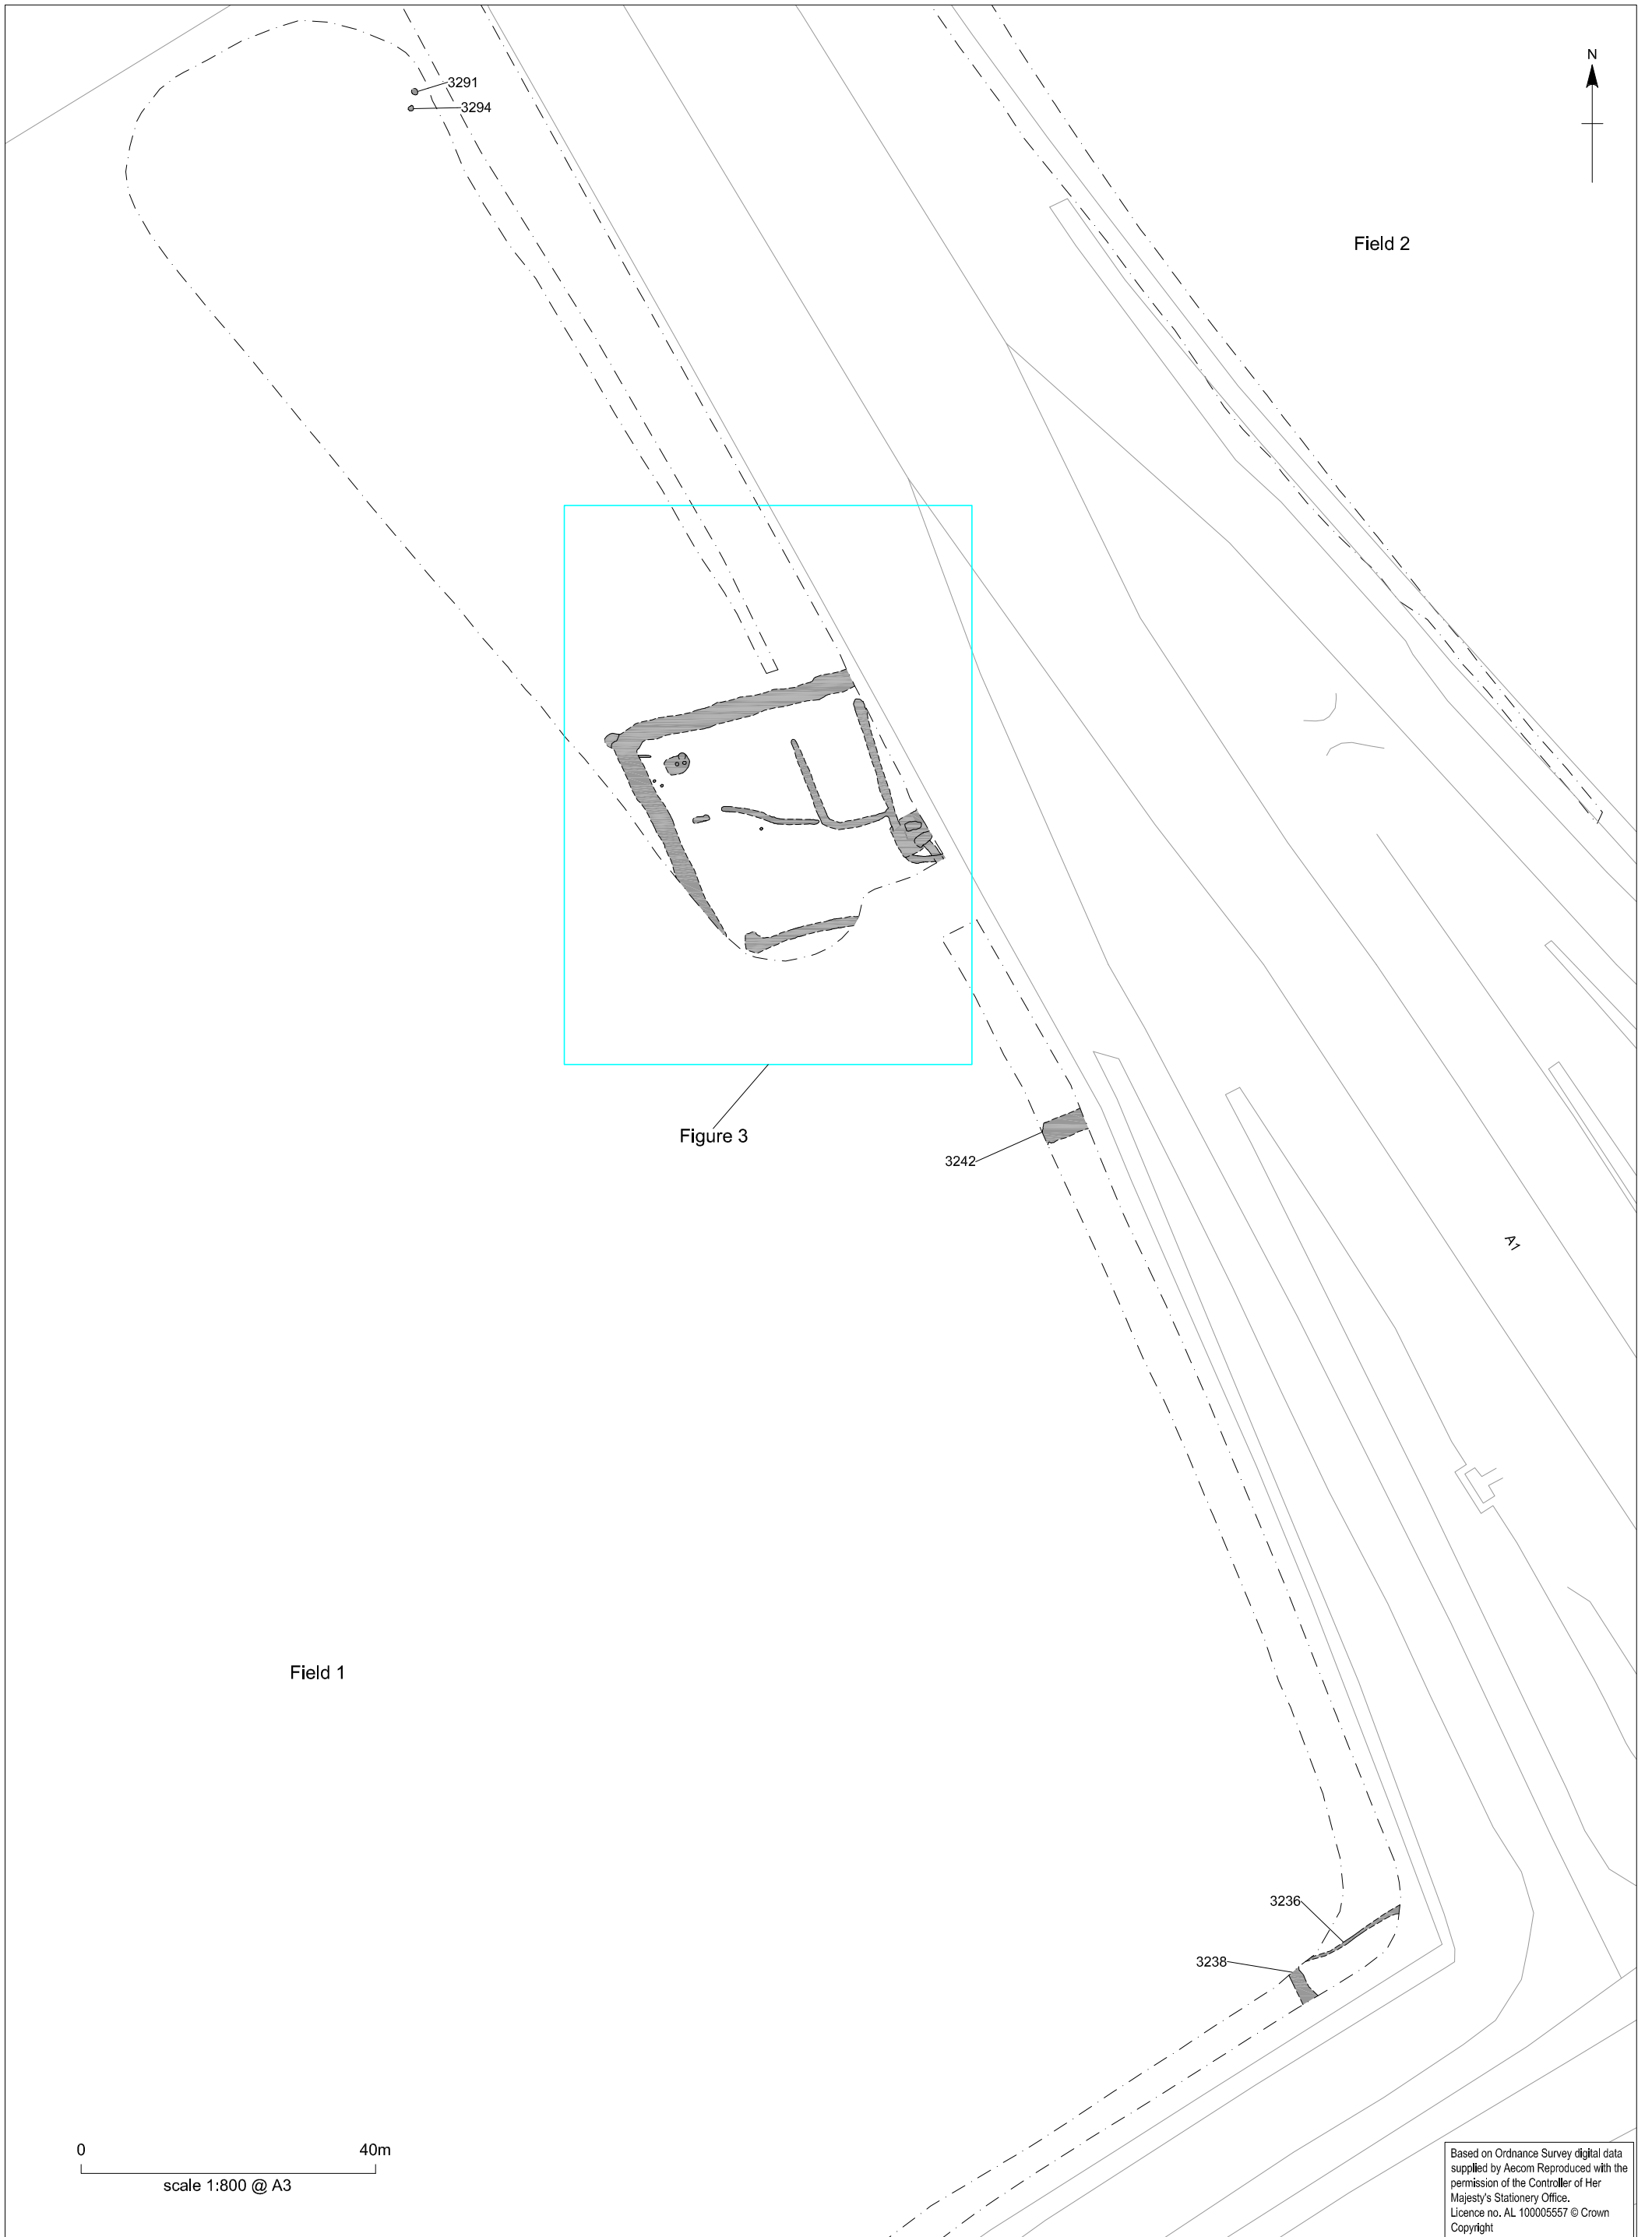 N
3291
3294
Field 2
Figure 3
3242
A1
Field 1
3236
3238
0 40m
scale 1:800 @ A3
Based on Ordnance Survey digital data
supplied by Aecom Reproduced with the
permission of the Controller of Her
Majesty's Stationery Office.
Licence no. AL 100005557 © Crown
Copyright